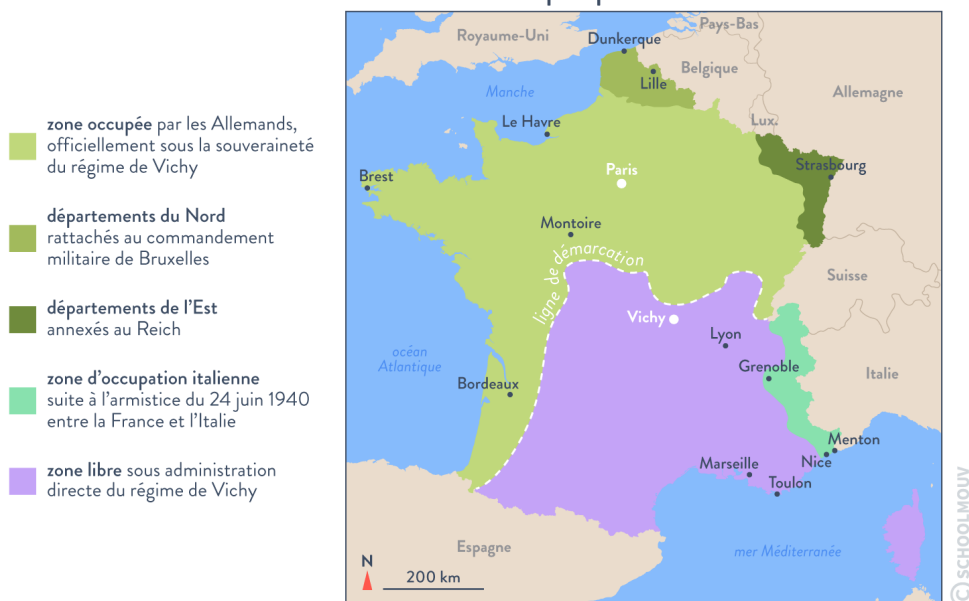 zone occupée par les Allemands,
officiellement sous la souveraineté
du régime de Vichy
départements du Nord
rattachés au commandement
militaire de Bruxelles
départements de l'Est
annexés au Reich
zone d'occupation italienne
suite à l'armistice du 24 juin 1940
entre la France et l'Italie
zone libre sous administration
directe du régime de Vichy
Royaume-Uni
Pays-Bas
Dunkerque
Belgique
Lille
Allemagne
Manche
Le Havre
Lux.
Strasbourg
Brest
Paris
Montoire
ligne de démarcation
Suisse
Vichy
Lyon
océan
Atlantique
Grenoble
Italie
Bordeaux
Menton
Nice
Marseille
Toulon
Espagne
mer Méditerranée
N
200 km
© SCHOOLMOUV